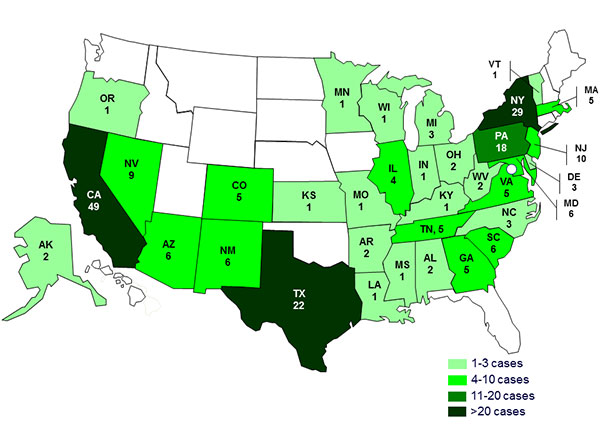 VT
1
MA
5
OR
1
MN
1
WI
1
MI
3
NY
29
PA
18
NJ
10
NV
9
IL
4
IN
1
OH
2
WV
2
DE
3
MD
6
CA
49
CO
5
KS
1
MO
1
KY
1
VA
5
NC
3
TN, 5
SC
6
AK
2
AZ
6
NM
6
AR
2
MS
1
AL
2
GA
5
LA
1
TX
22
1-3 cases
4-10 cases
11-20 cases
>20 cases